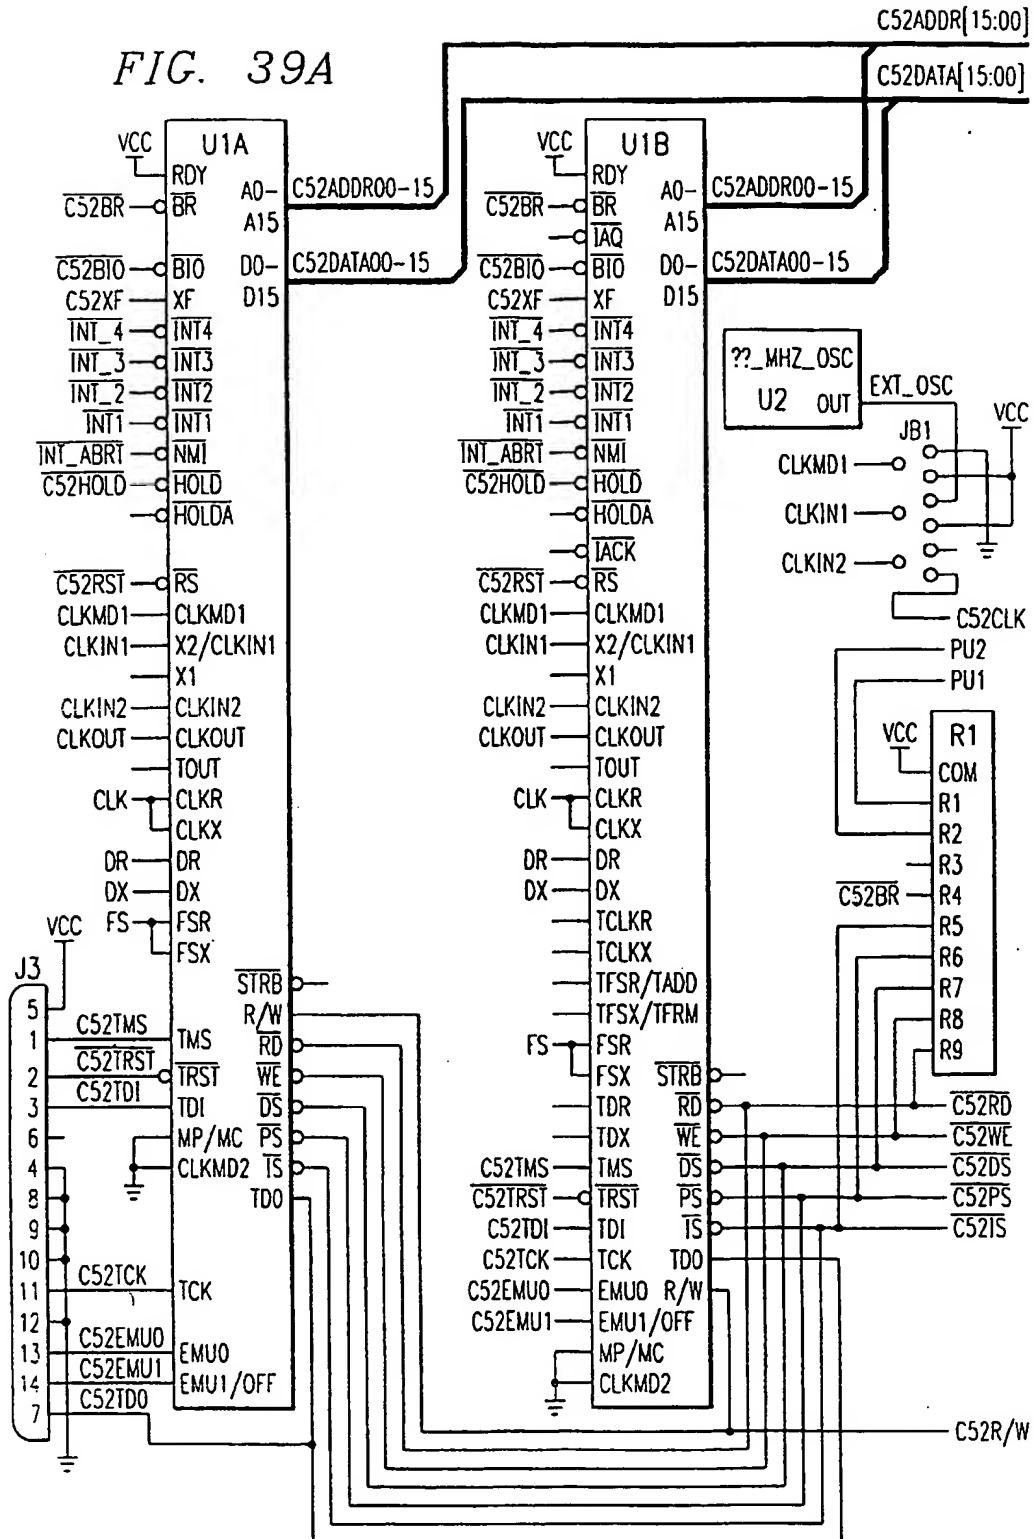 FIG. 39A
C52ADDR[15:00]
C52DATA[15:00]
U1A
VCC
RDY
C52BR
BR
A0-
A15
C52ADDR00-15
C52BIO
BIO
D0-
D15
C52DATA00-15
C52XF
XF
INT_4
INT4
INT_3
INT3
INT_2
INT2
INT1
INT1
INT_ABRT
NMI
C52HOLD
HOLD
HOLDA
C52RST
RS
CLKMD1
CLKMD1
CLKIN1
X2/CLKIN1
X1
CLKIN2
CLKIN2
CLKOUT
CLKOUT
TOUT
CLK
CLKR
CLKX
DR
DR
DX
DX
FS
FSR
FSX
STRB
R/W
TMS
RD
TRST
WE
TDI
DS
MP/MC
PS
CLKMD2
IS
TDO
TCK
EMU0
EMU1/OFF
J3
VCC
5
1
C52TMS
2
C52TRST
3
C52TDI
6
4
8
9
10
11
C52TCK
12
13
C52EMU0
14
C52EMU1
7
C52TDO
U1B
VCC
RDY
C52BR
BR
A0-
A15
C52ADDR00-15
IAQ
C52BIO
BIO
D0-
D15
C52DATA00-15
C52XF
XF
INT_4
INT4
INT_3
INT3
INT_2
INT2
INT1
INT1
INT_ABRT
NMI
C52HOLD
HOLD
HOLDA
IACK
C52RST
RS
CLKMD1
CLKMD1
CLKIN1
X2/CLKIN1
X1
CLKIN2
CLKIN2
CLKOUT
CLKOUT
TOUT
CLK
CLKR
CLKX
DR
DR
DX
DX
TCLKR
TCLKX
TFSR/TADD
TFSX/TFRM
FS
FSR
FSX
STRB
TDR
RD
TDX
WE
C52TMS
TMS
DS
C52TRST
TRST
PS
C52TDI
TDI
IS
C52TCK
TCK
TDO
C52EMU0
EMU0
R/W
C52EMU1
EMU1/OFF
MP/MC
CLKMD2
??_MHZ_OSC
U2
OUT
EXT_OSC
VCC
JB1
CLKMD1
CLKIN1
CLKIN2
C52CLK
PU2
PU1
VCC
R1
COM
R1
R2
R3
C52BR
R4
R5
R6
R7
R8
R9
C52RD
C52WE
C52DS
C52PS
C52IS
C52R/W